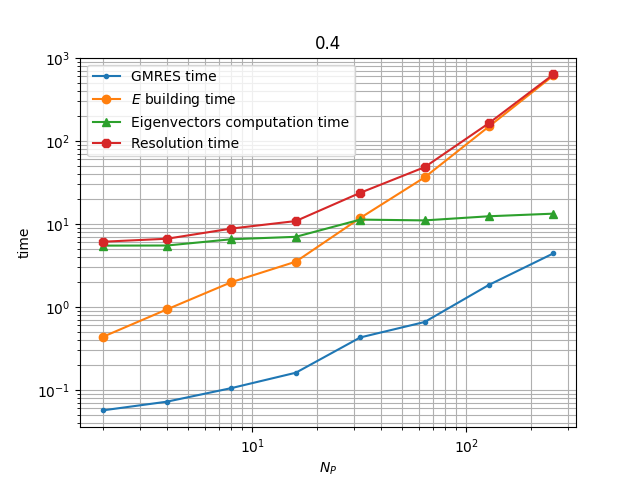 0.4
GMRES time
E building time
Eigenvectors computation time
Resolution time
10³
10²
10¹
10⁰
10⁻¹
time
10¹ 10²
N_P